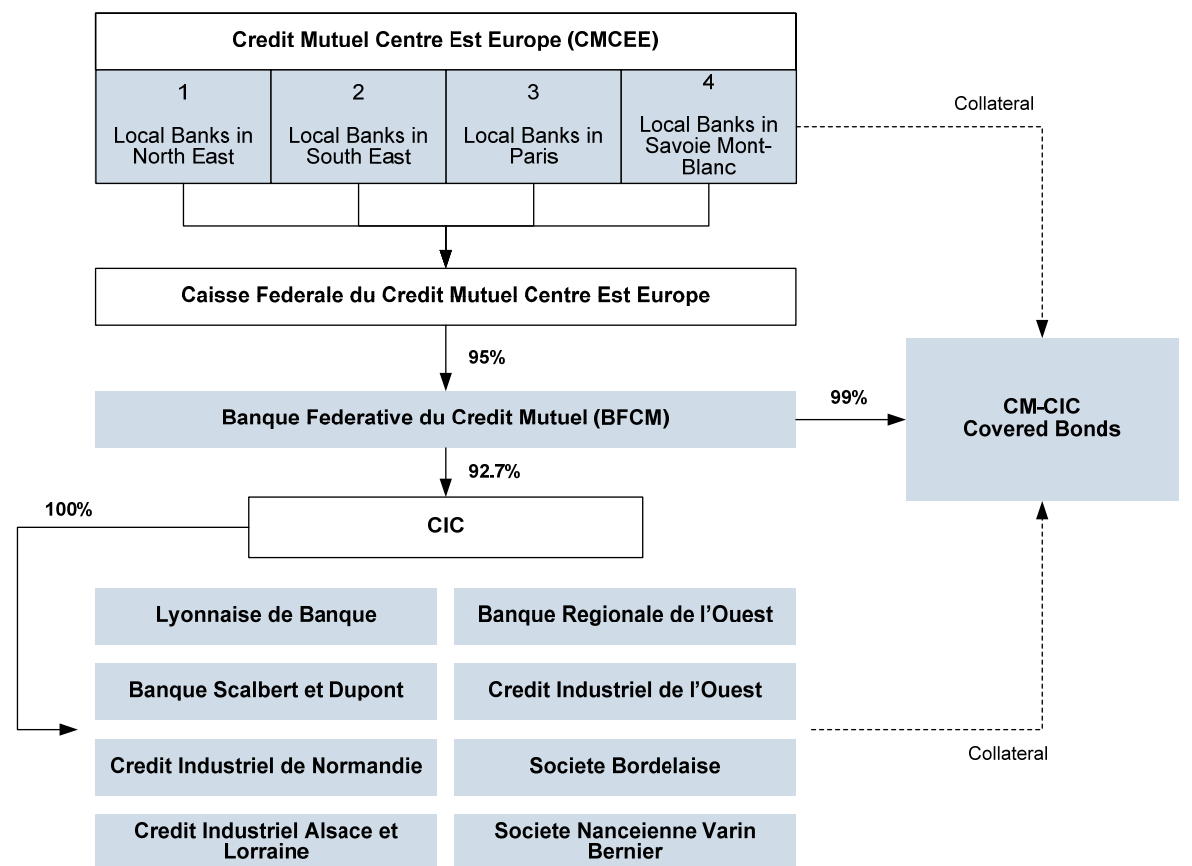 Credit Mutuel Centre Est Europe (CMCEE)
1
Local Banks in
North East
2
Local Banks in
South East
3
Local Banks in
Paris
4
Local Banks in
Savoie Mont-
Blanc
Collateral
Caisse Federale du Credit Mutuel Centre Est Europe
95%
Banque Federative du Credit Mutuel (BFCM)
99%
CM-CIC
Covered Bonds
92.7%
100%
CIC
Lyonnaise de Banque
Banque Regionale de l’Ouest
Banque Scalbert et Dupont
Credit Industriel de l’Ouest
Credit Industriel de Normandie
Societe Bordelaise
Collateral
Credit Industriel Alsace et
Lorraine
Societe Nanceienne Varin
Bernier